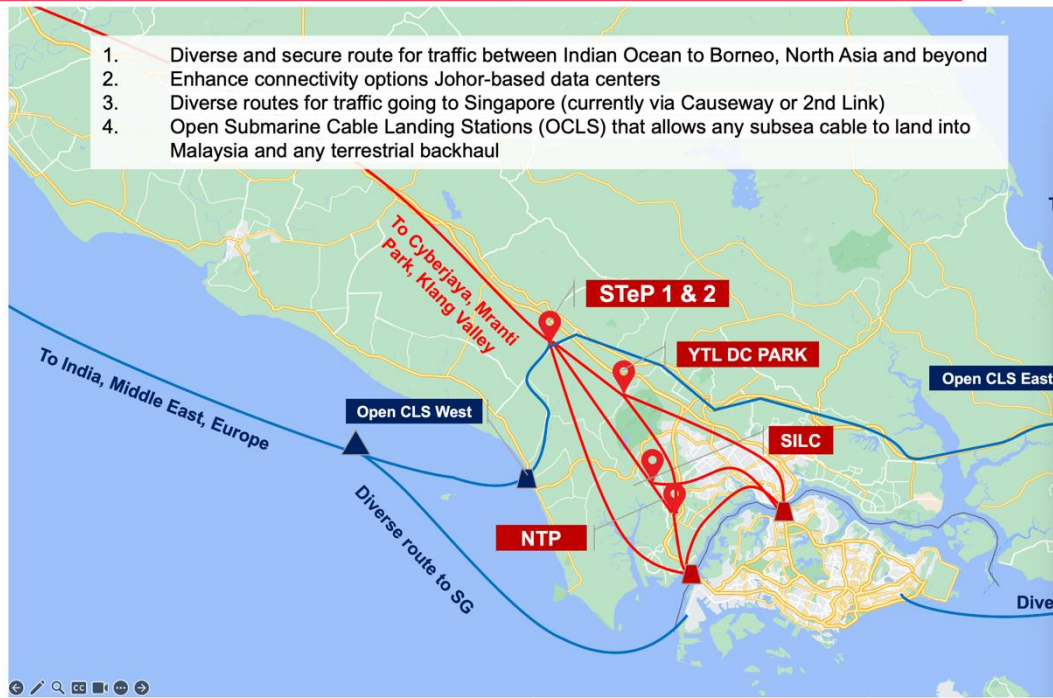 1. Diverse and secure route for traffic between Indian Ocean to Borneo, North Asia and beyond
2. Enhance connectivity options Johor-based data centers
3. Diverse routes for traffic going to Singapore (currently via Causeway or 2nd Link)
4. Open Submarine Cable Landing Stations (OCLS) that allows any subsea cable to land into
Malaysia and any terrestrial backhaul
To Cyberjaya, Mranti
Park, Klang Valley
STeP 1 & 2
YTL DC PARK
To India, Middle East, Europe
Open CLS West
Open CLS East
SILC
Diverse route to SG
NTP
Dive
CC